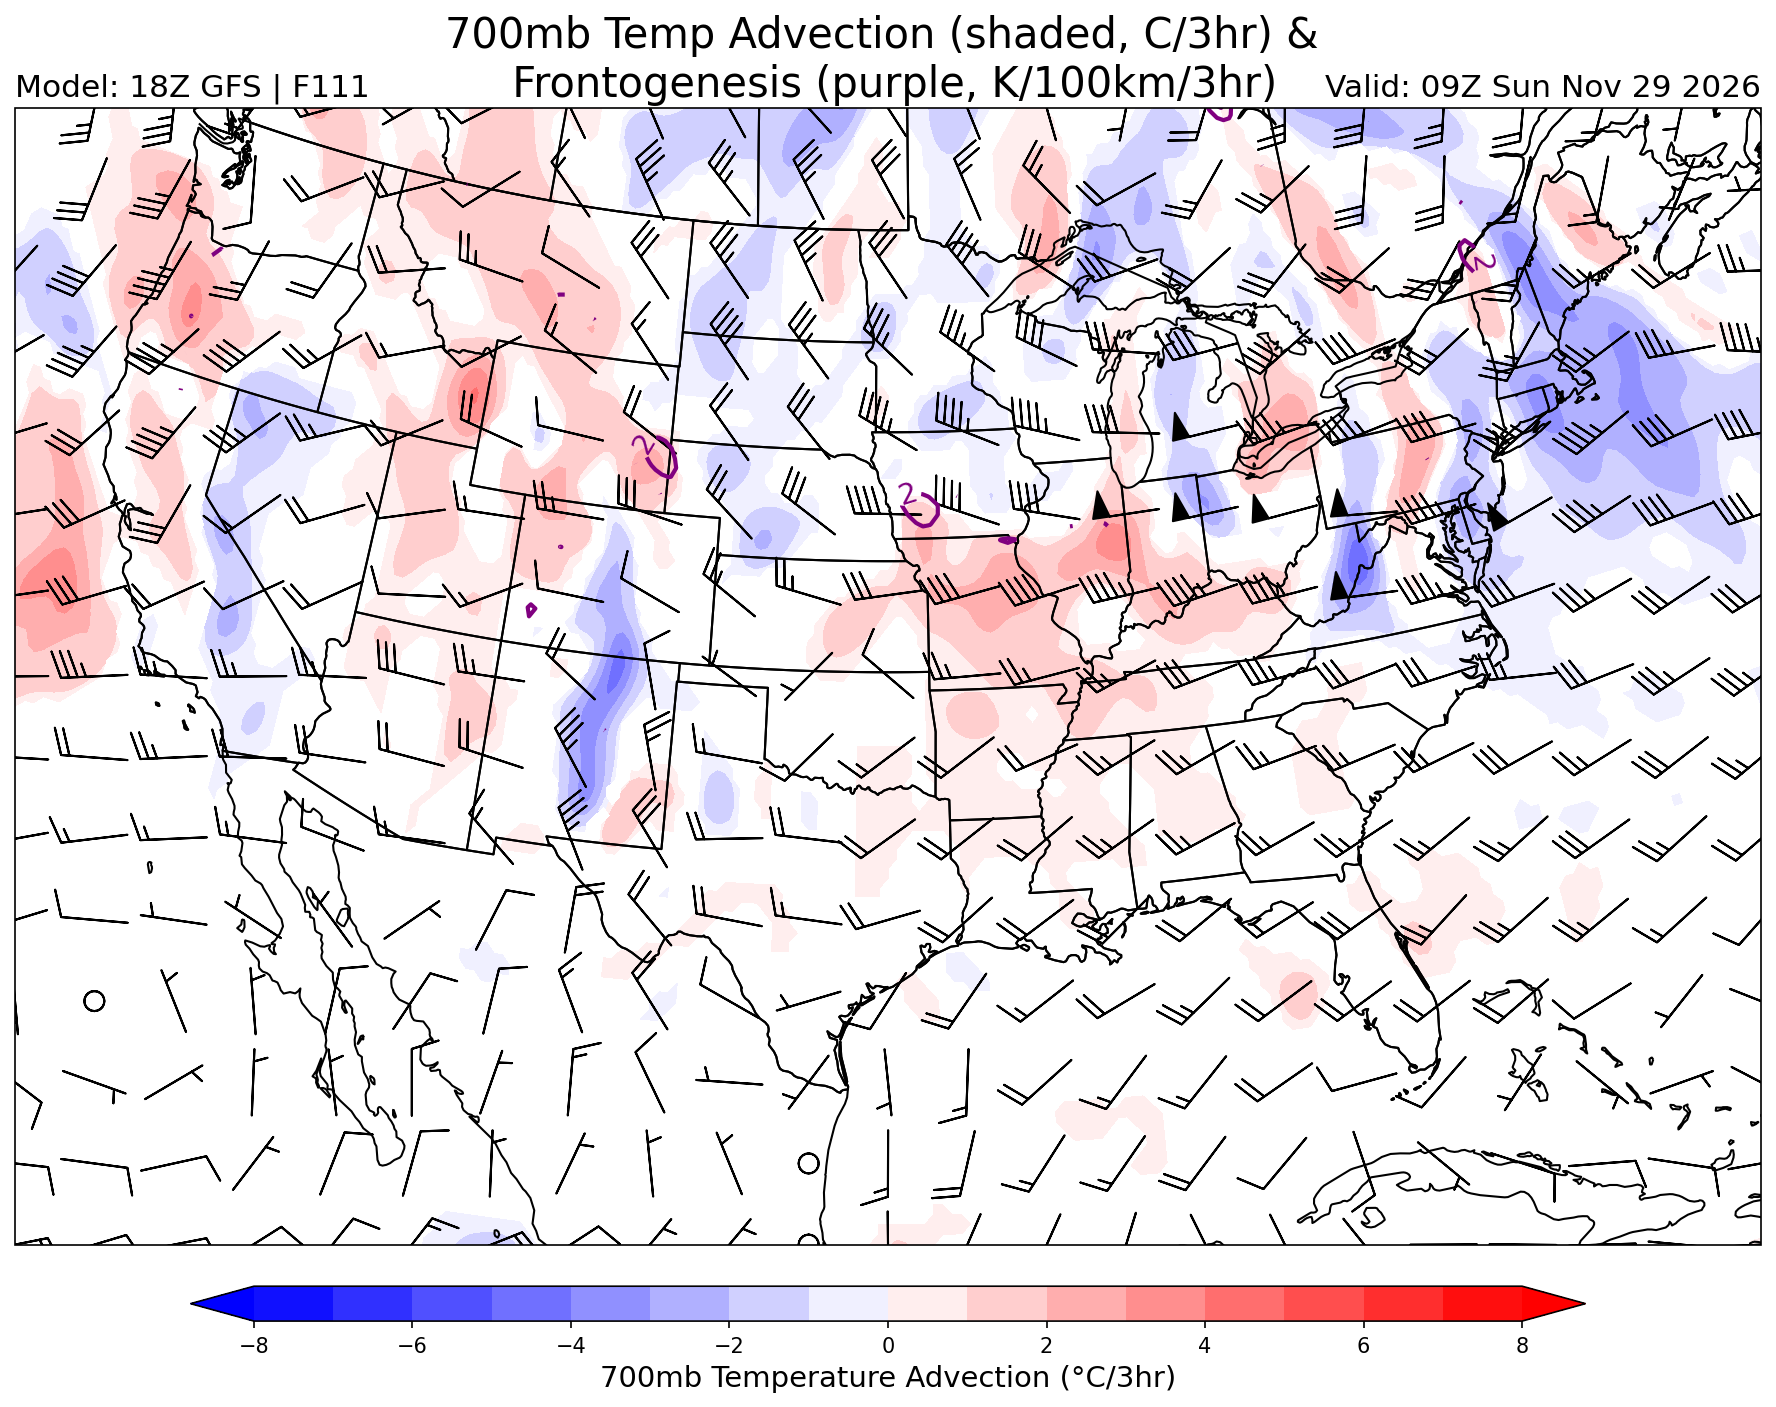 700mb Temp Advection (shaded, C/3hr) &
Frontogenesis (purple, K/100km/3hr)
Model: 18Z GFS | F111
Valid: 09Z Sun Nov 29 2026
2
2
2
−8 −6 −4 −2 0 2 4 6 8
700mb Temperature Advection (°C/3hr)